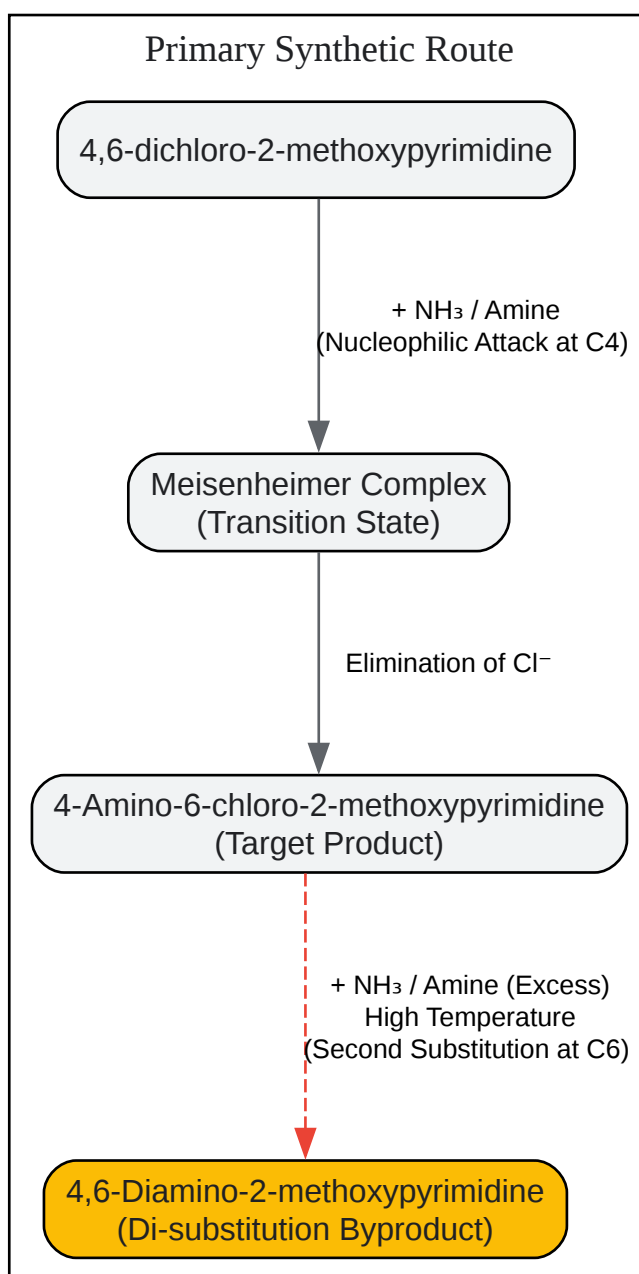 Primary Synthetic Route
4,6-dichloro-2-methoxypyrimidine
+ NH₃ / Amine
(Nucleophilic Attack at C4)
Meisenheimer Complex
(Transition State)
Elimination of Cl⁻
4-Amino-6-chloro-2-methoxypyrimidine
(Target Product)
+ NH₃ / Amine (Excess)
High Temperature
(Second Substitution at C6)
4,6-Diamino-2-methoxypyrimidine
(Di-substitution Byproduct)